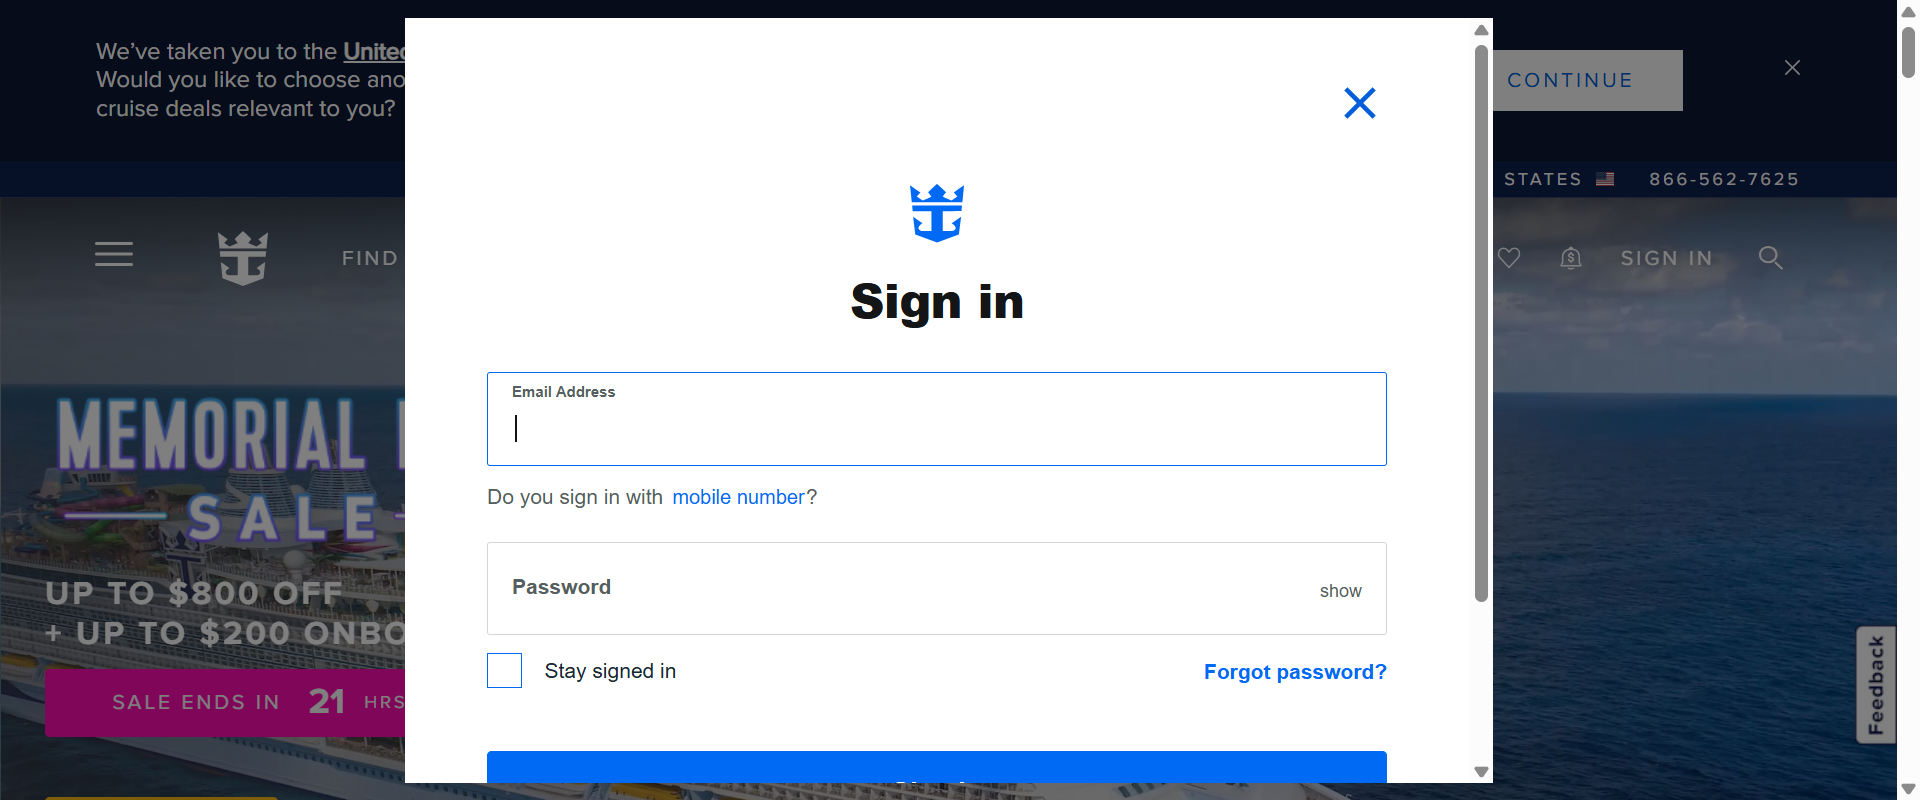 We've taken you to the United
Would you like to choose ano
cruise deals relevant to you?
CONTINUE
STATES
866-562-7625
FIND
SIGN IN
Sign in
Email Address
Do you sign in with mobile number?
Password
show
Stay signed in
Forgot password?
MEMORIAL
SALE
UP TO $800 OFF
+ UP TO $200 ONBO
SALE ENDS IN 21 HRS
Feedback